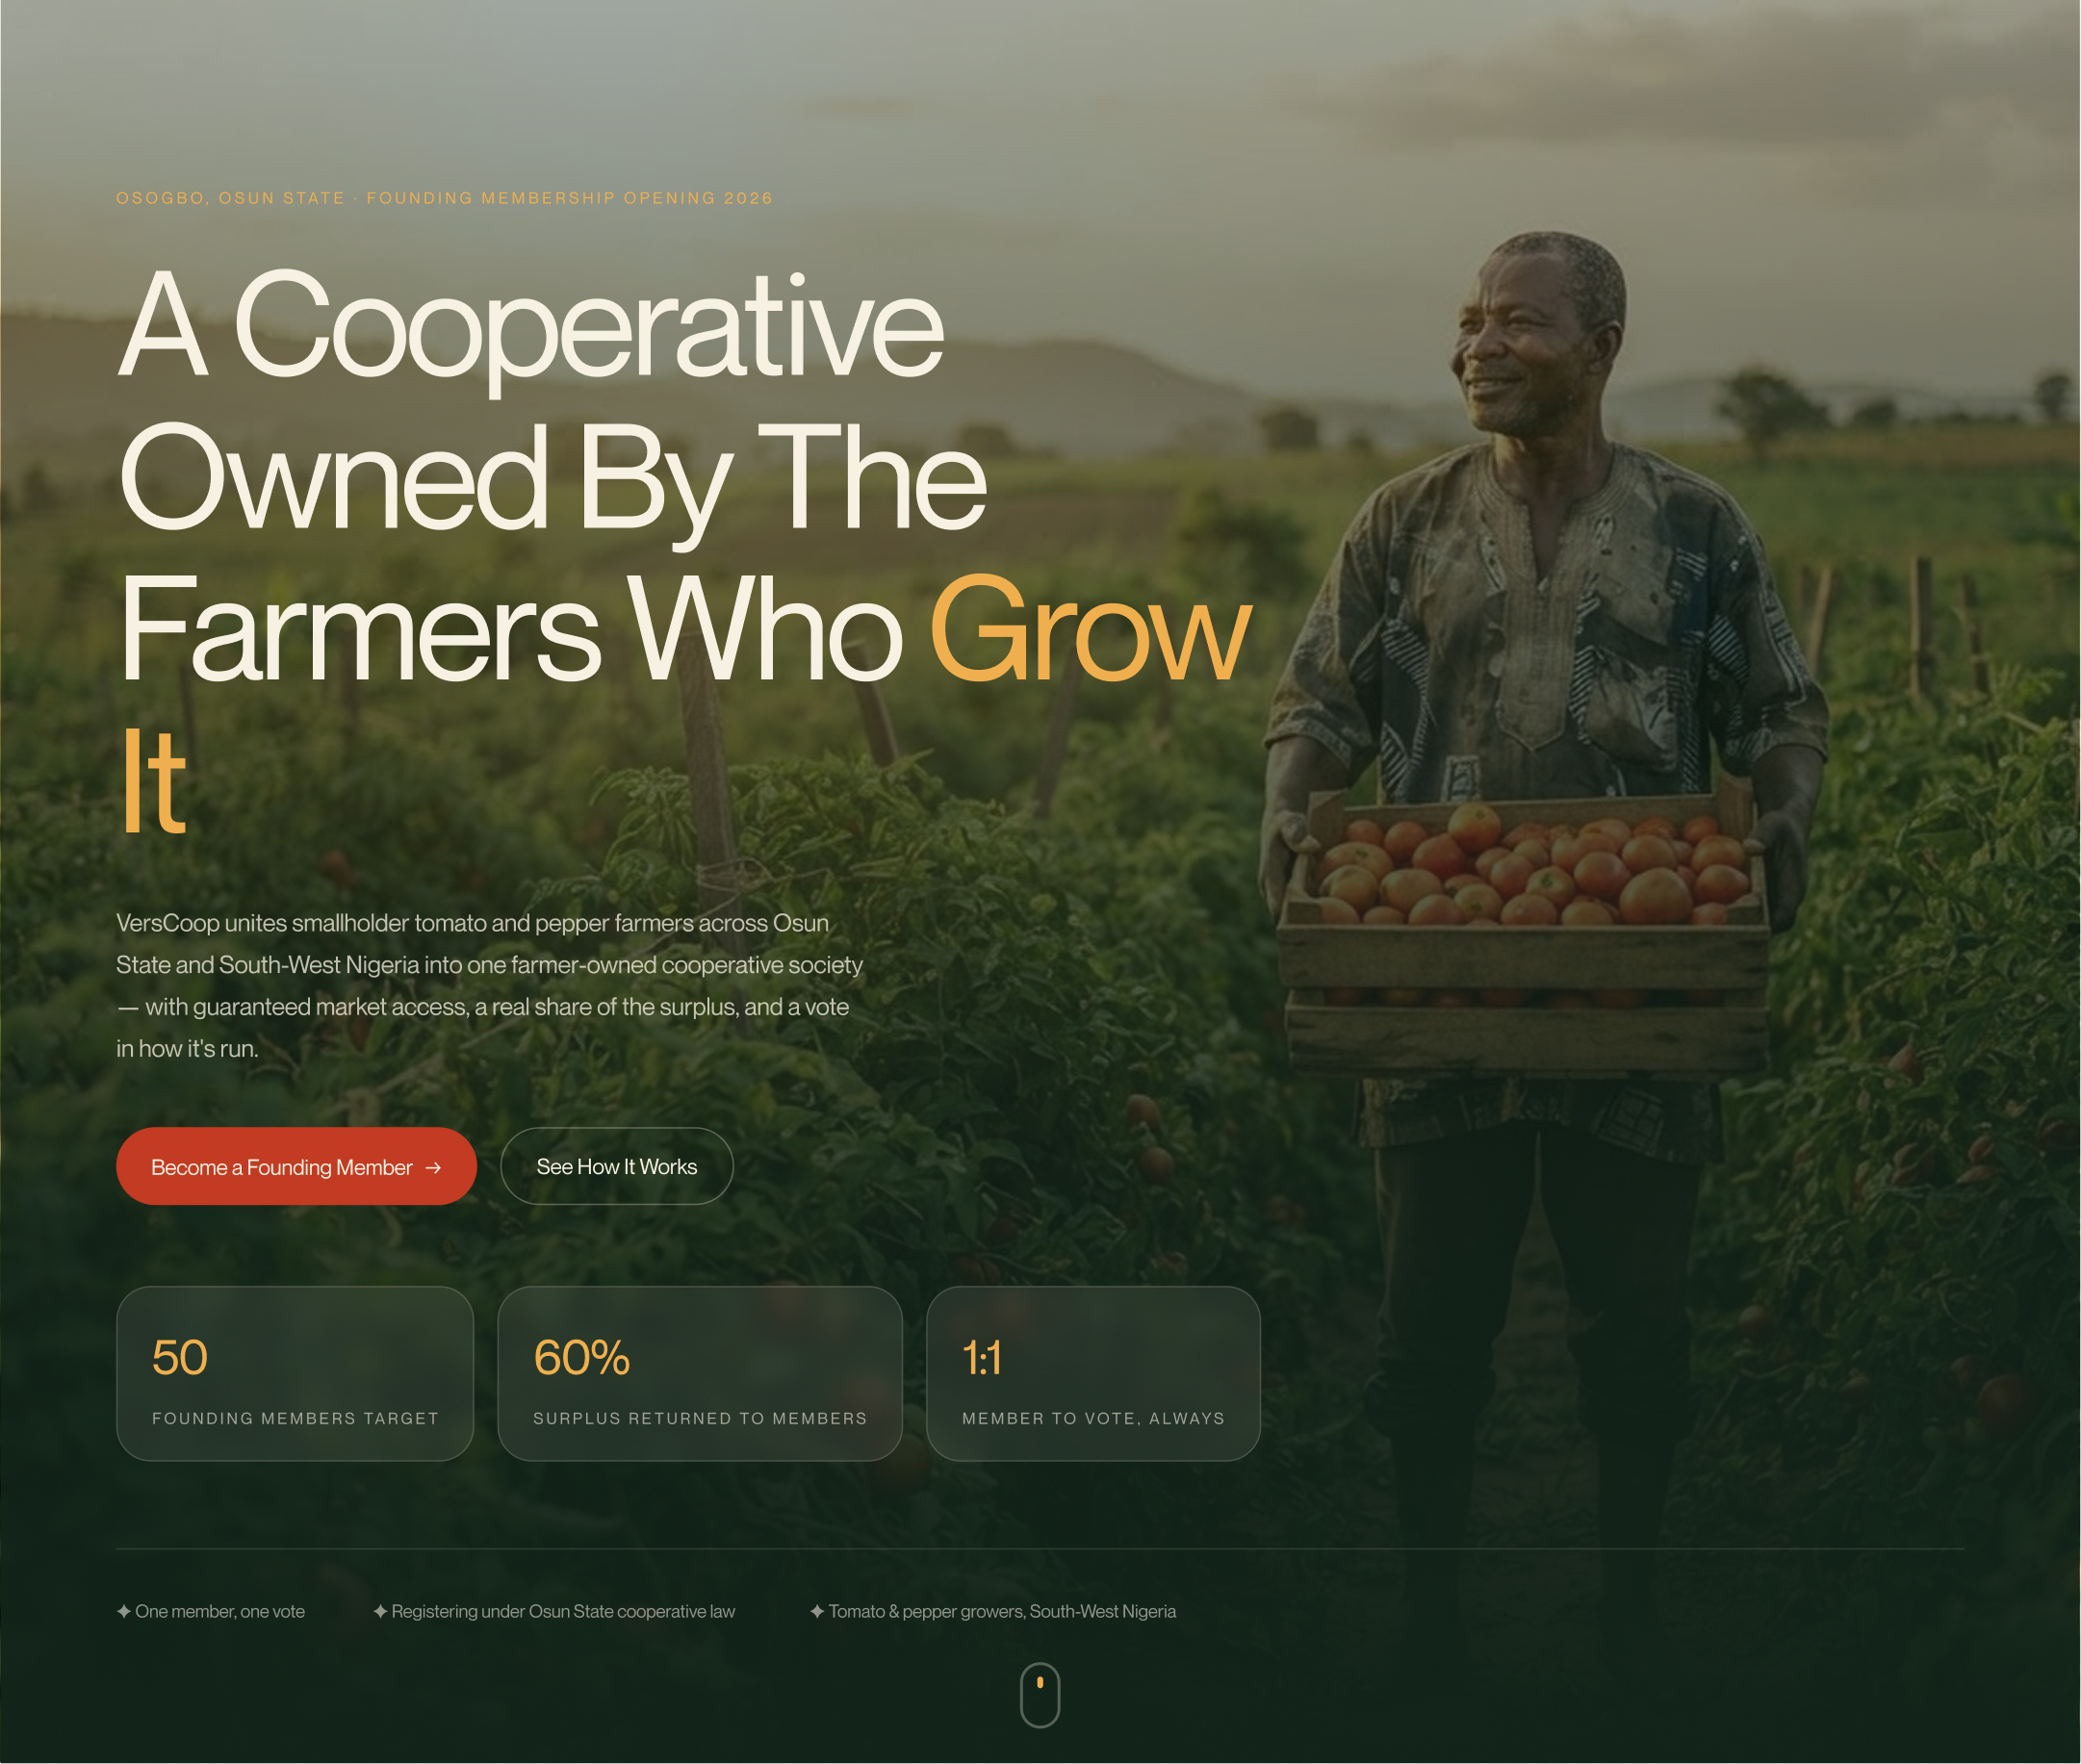 OSOGBO, OSUN STATE · FOUNDING MEMBERSHIP OPENING 2026
A Cooperative
Owned By The
Farmers Who Grow
It
VersCoop unites smallholder tomato and pepper farmers across Osun
State and South-West Nigeria into one farmer-owned cooperative society
— with guaranteed market access, a real share of the surplus, and a vote
in how it's run.
Become a Founding Member →
See How It Works
50
FOUNDING MEMBERS TARGET
60%
SURPLUS RETURNED TO MEMBERS
1:1
MEMBER TO VOTE, ALWAYS
✦ One member, one vote
✦ Registering under Osun State cooperative law
✦ Tomato & pepper growers, South-West Nigeria